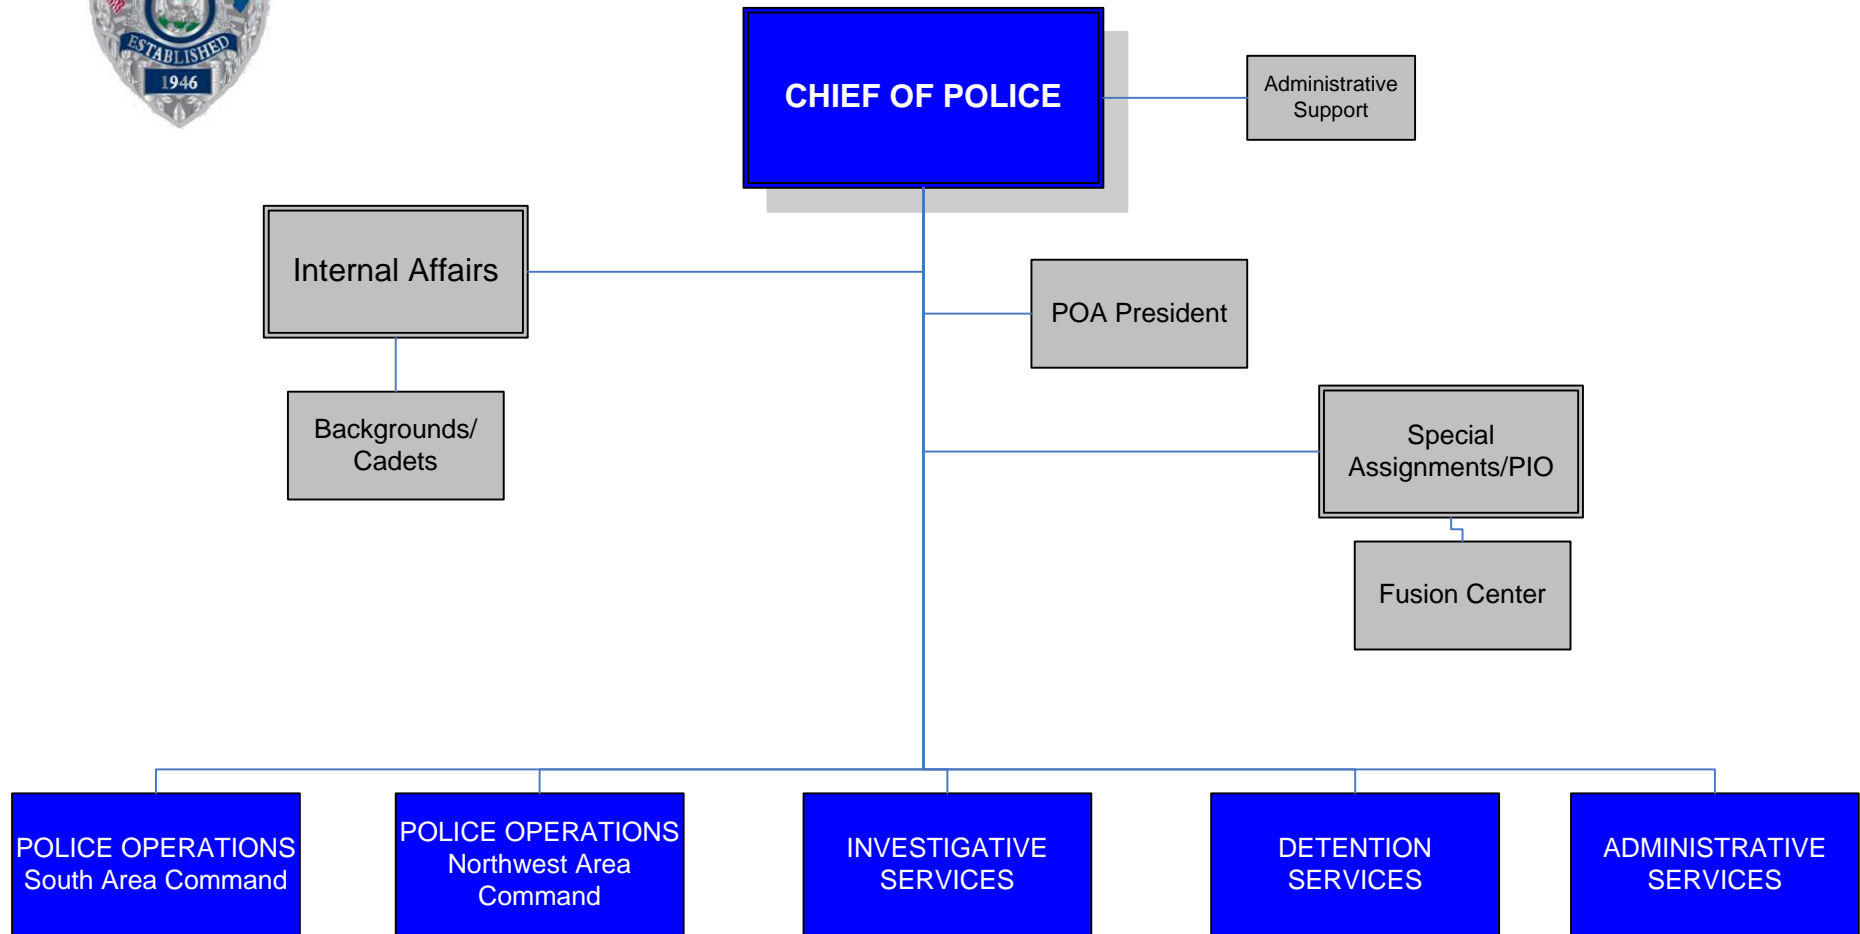 ESTABLISHED
1946
CHIEF OF POLICE
Administrative
Support
Internal Affairs
POA President
Backgrounds/
Cadets
Special
Assignments/PIO
Fusion Center
POLICE OPERATIONS
South Area Command
POLICE OPERATIONS
Northwest Area
Command
INVESTIGATIVE
SERVICES
DETENTION
SERVICES
ADMINISTRATIVE
SERVICES